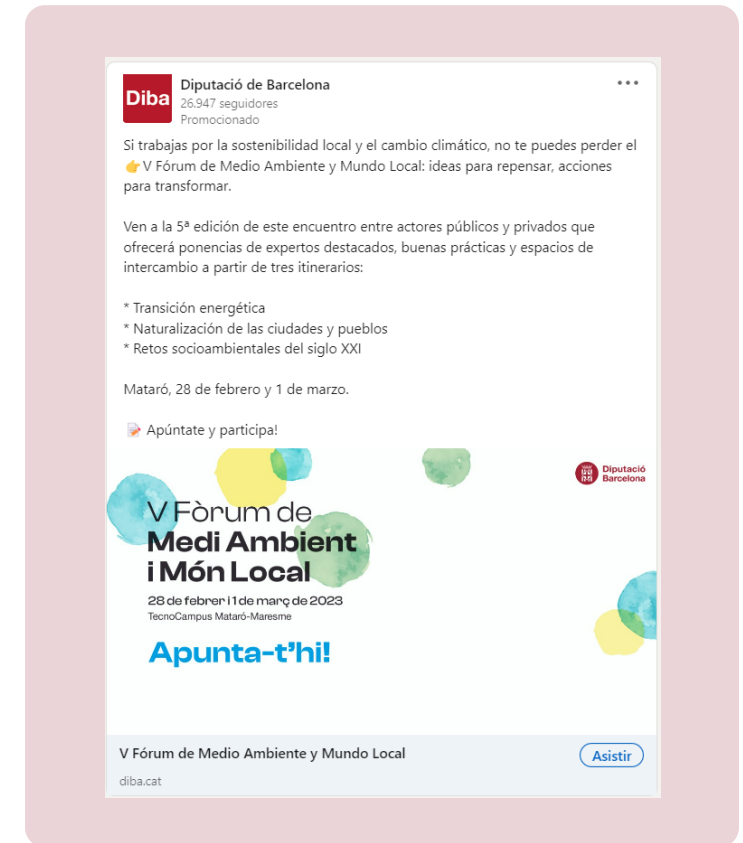 Diba
Diputació de Barcelona
26.947 seguidores
Promocionado
Si trabajas por la sostenibilidad local y el cambio climático, no te puedes perder el
👉 V Fórum de Medio Ambiente y Mundo Local: ideas para repensar, acciones
para transformar.
Ven a la 5ª edición de este encuentro entre actores públicos y privados que
ofrecerá ponencias de expertos destacados, buenas prácticas y espacios de
intercambio a partir de tres itinerarios:
* Transición energética
* Naturalización de las ciudades y pueblos
* Retos socioambientales del siglo XXI
Mataró, 28 de febrero y 1 de marzo.
📝 Apúntate y participa!
Diputació
Barcelona
V Fòrum de
Medi Ambient
i Món Local
28 de febrer i 1 de març de 2023
TecnoCampus Mataró-Maresme
Apunta-t’hi!
V Fórum de Medio Ambiente y Mundo Local
Asistir
diba.cat